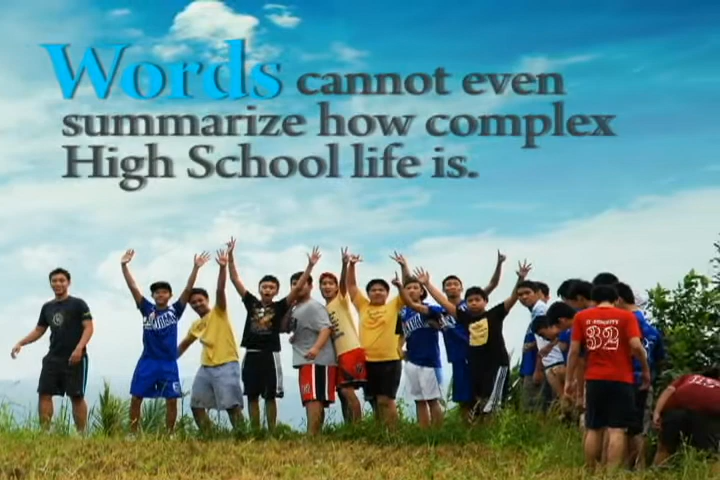 Words cannot even
summarize how complex
High School life is.
32